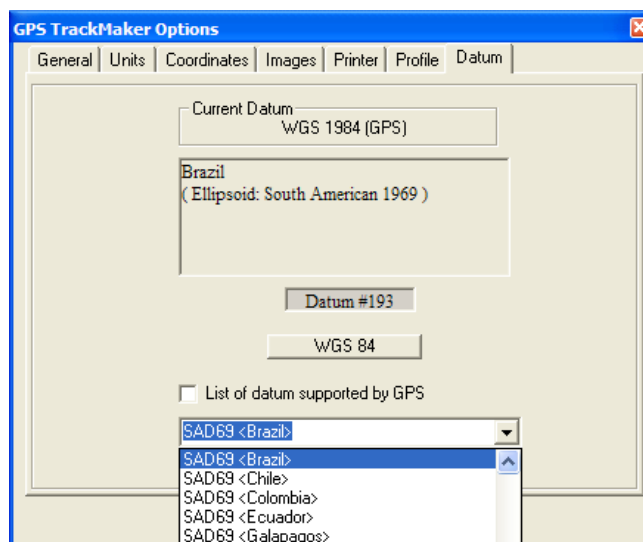 GPS TrackMaker Options
General Units Coordinates Images Printer Profile Datum
Current Datum
WGS 1984 (GPS)
Brazil
( Ellipsoid: South American 1969 )
Datum #193
WGS 84
List of datum supported by GPS
SAD69 <Brazil>
SAD69 <Brazil>
SAD69 <Chile>
SAD69 <Colombia>
SAD69 <Ecuador>
SAD69 <Galapagos>